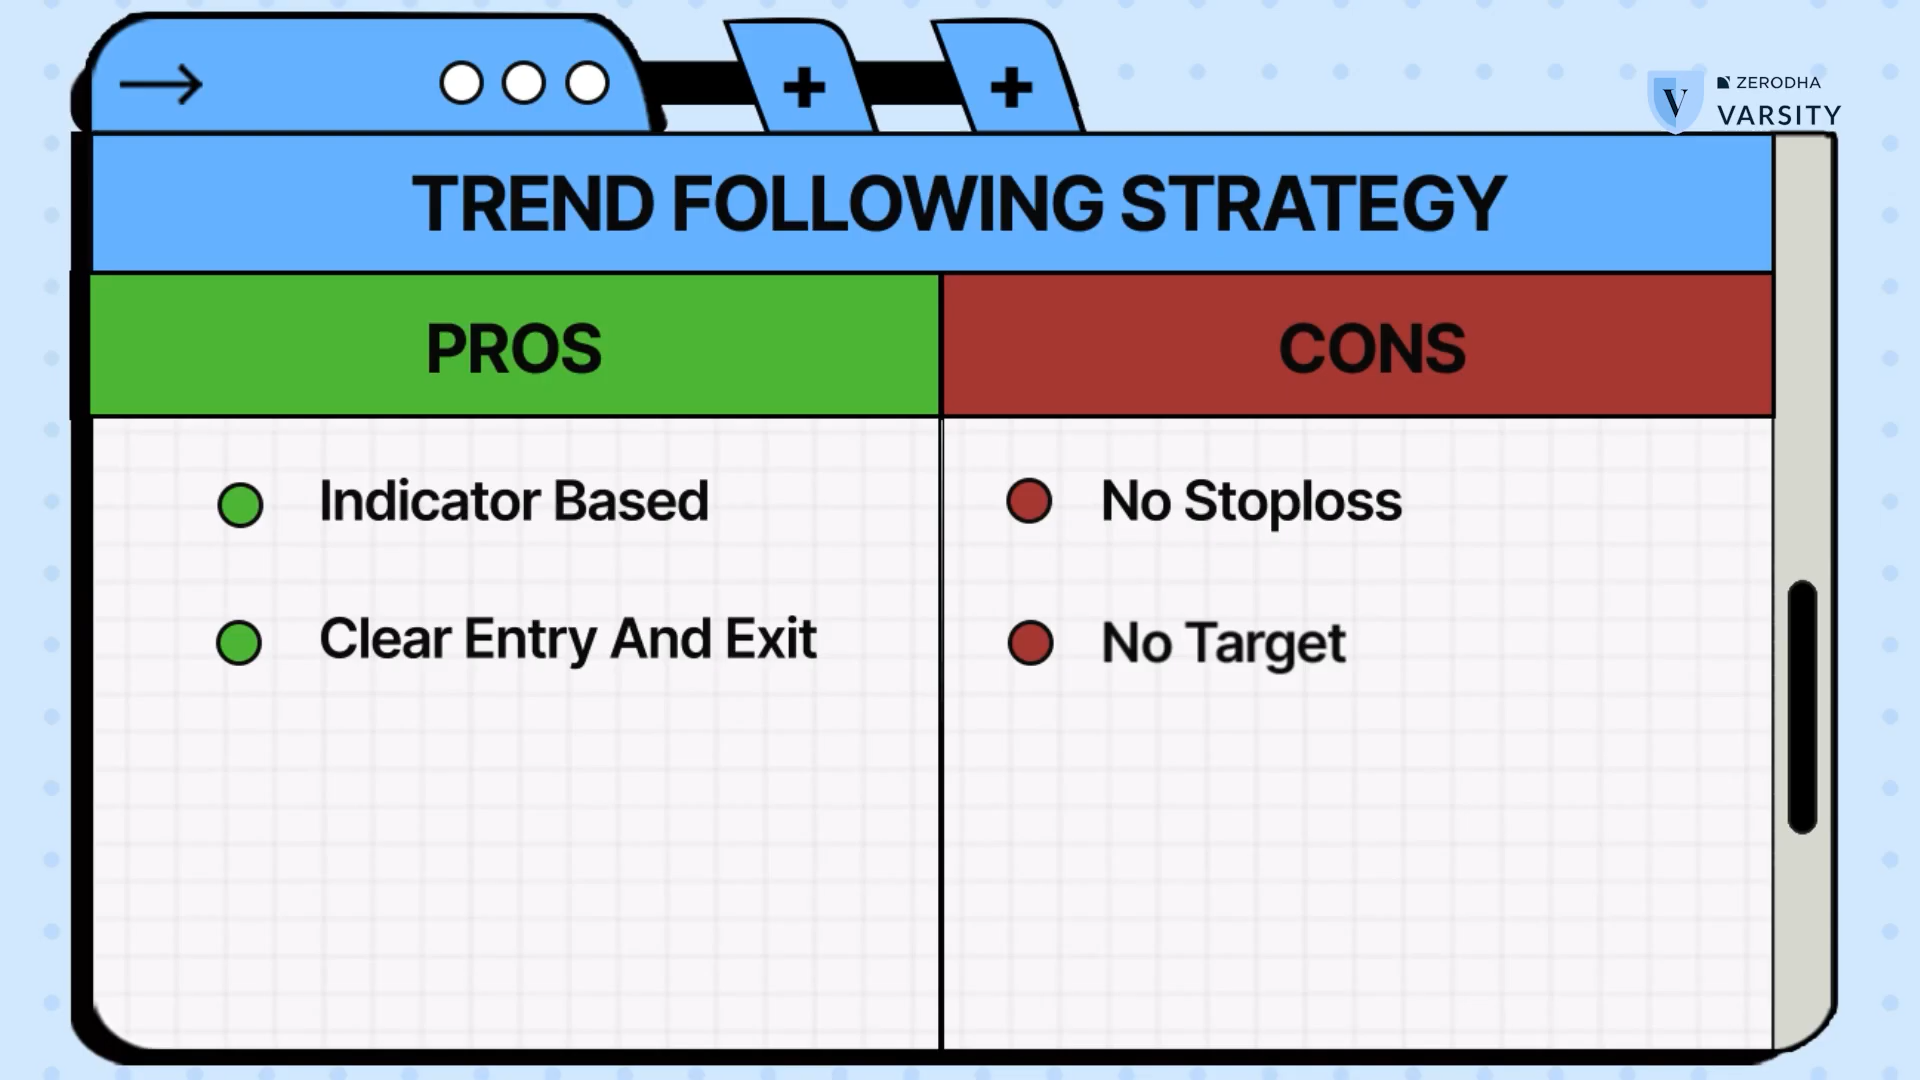 ZERODHA
VARSITY
TREND FOLLOWING STRATEGY
PROS
CONS
Indicator Based
No Stoploss
Clear Entry And Exit
No Target